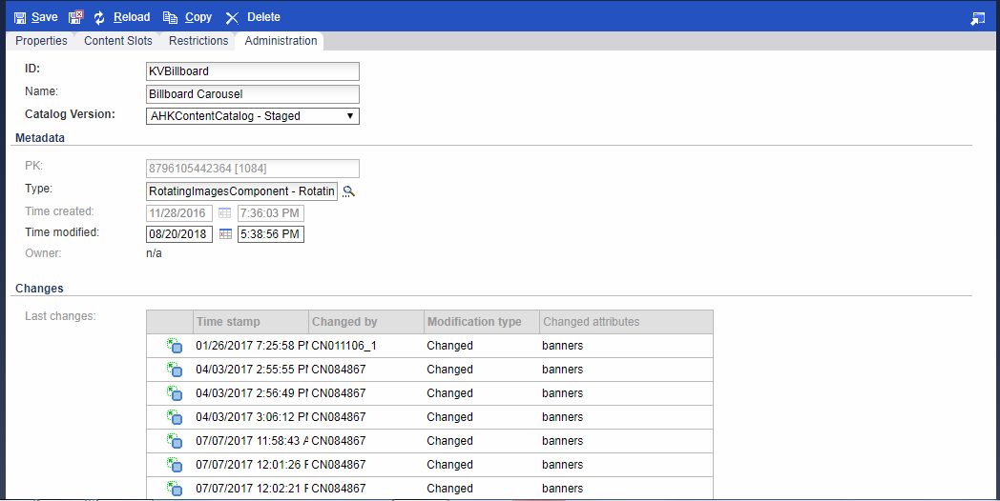 Save Reload Copy Delete
Properties Content Slots Restrictions Administration
ID: KVBillboard
Name: Billboard Carousel
Catalog Version: AHKContentCatalog - Staged
Metadata
PK: 8796105442364 [1084]
Type: RotatingImagesComponent - Rotatin
Time created: 11/28/2016 7:36:03 PM
Time modified: 08/20/2018 5:38:56 PM
Owner: n/a
Changes
Last changes:
Time stamp Changed by Modification type Changed attributes
01/26/2017 7:25:58 PM CN011106_1 Changed banners
04/03/2017 2:55:55 PM CN084867 Changed banners
04/03/2017 2:56:49 PM CN084867 Changed banners
04/03/2017 3:06:12 PM CN084867 Changed banners
07/07/2017 11:58:43 A CN084867 Changed banners
07/07/2017 12:01:26 P CN084867 Changed banners
07/07/2017 12:02:21 P CN084867 Changed banners